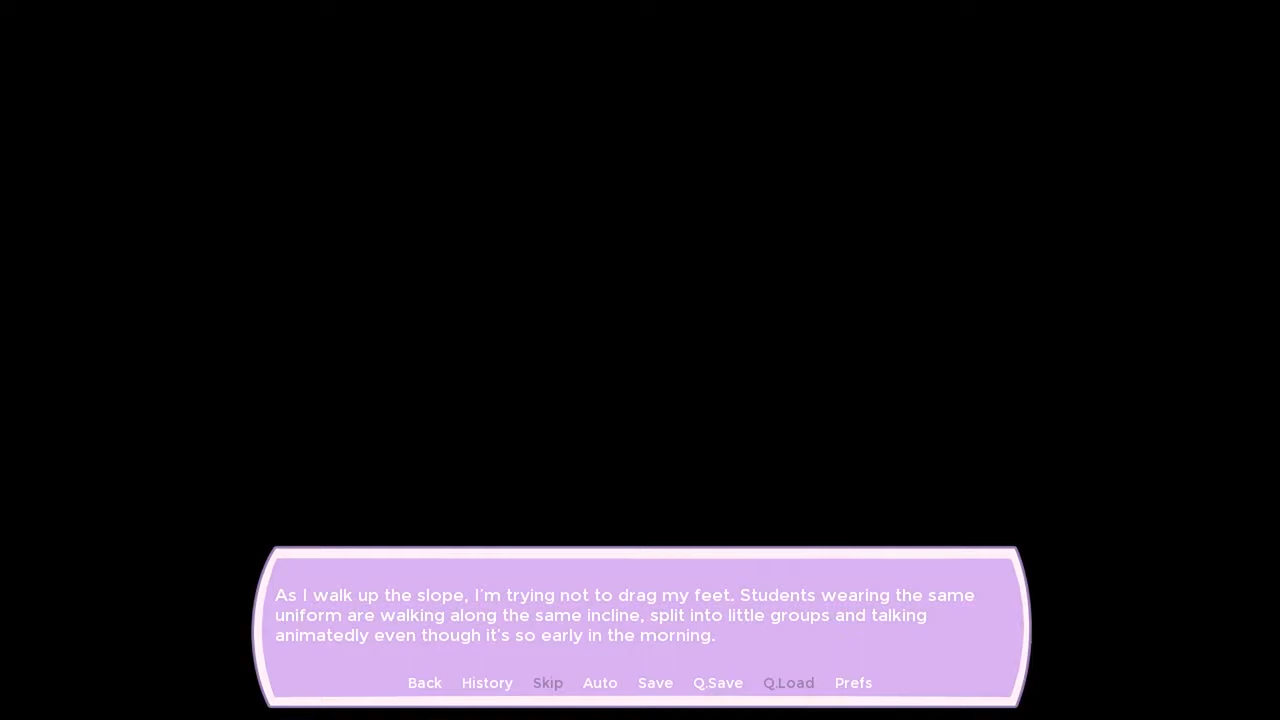 As I walk up the slope, I'm trying not to drag my feet. Students wearing the same
uniform are walking along the same incline, split into little groups and talking
animatedly even though it's so early in the morning.
Back History Skip Auto Save Q.Save Q.Load Prefs